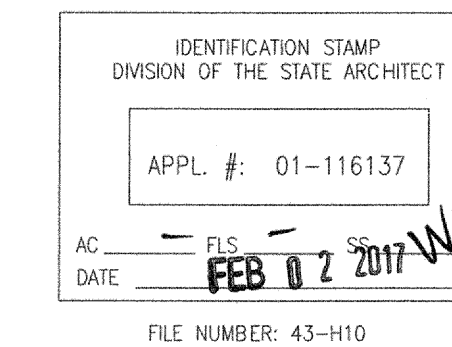 IDENTIFICATION STAMP
DIVISION OF THE STATE ARCHITECT
APPL. #: 01-116137
AC — FLS — SS W
DATE FEB 02 2017
FILE NUMBER: 43-H10